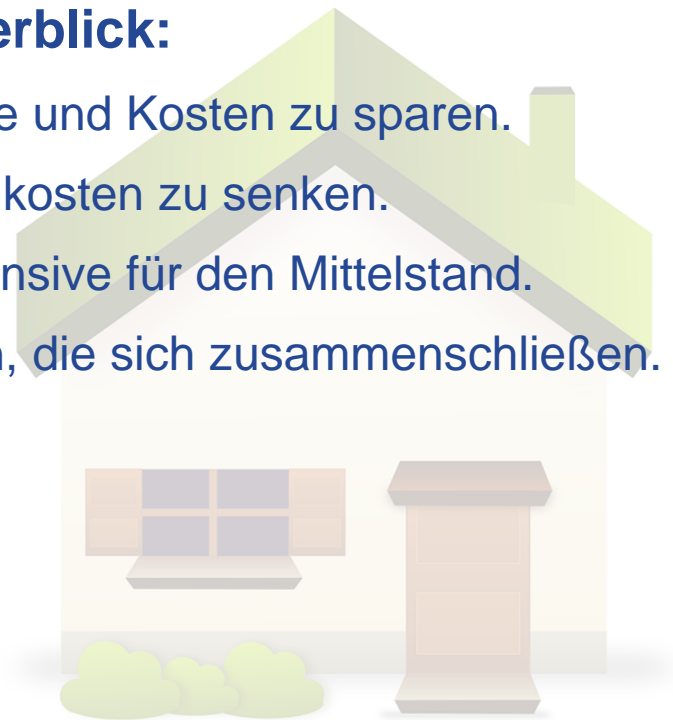 erblick:
e und Kosten zu sparen.
kosten zu senken.
nsive für den Mittelstand.
, die sich zusammenschließen.